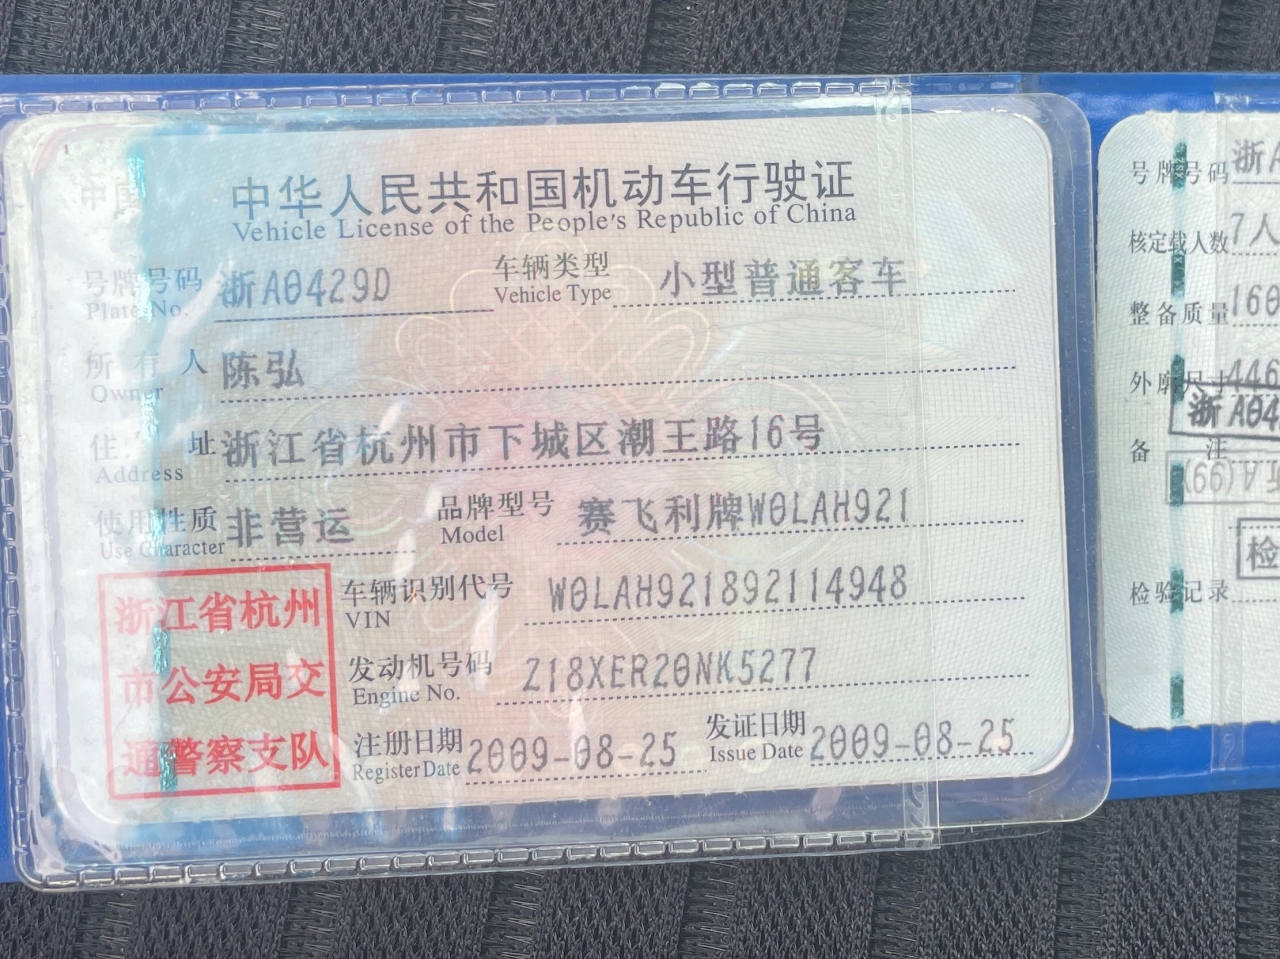 中华人民共和国机动车行驶证
Vehicle License of the People's Republic of China
号牌号码 浙A0429D 车辆类型 小型普通客车
Plate No. Vehicle Type
所有人 陈弘
Owner
住址 浙江省杭州市下城区潮王路16号
Address
使用性质 非营运 品牌型号 赛飞利牌W0LAH921
Use Character Model
浙江省杭州
市公安局交
通警察支队
车辆识别代号 W0LAH921892114948
VIN
发动机号码 Z18XER20NK5277
Engine No.
注册日期 2009-08-25 发证日期 2009-08-25
Register Date Issue Date
号牌号码 浙A
核定载人数 7人
整备质量 160
外廓尺寸 446
浙A04
备注
检
检验记录